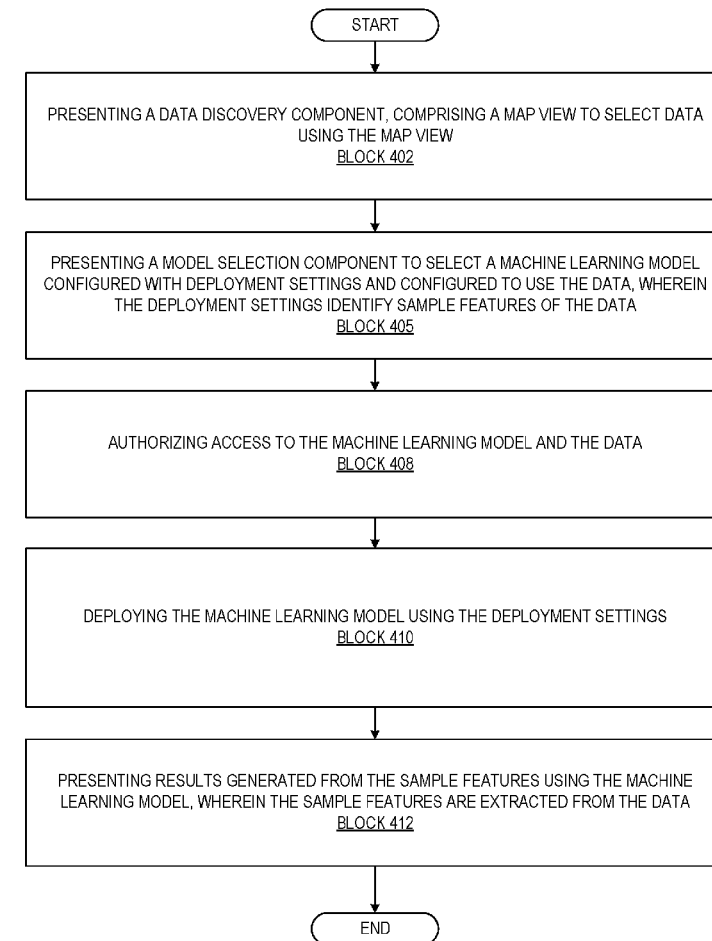 START
PRESENTING A DATA DISCOVERY COMPONENT, COMPRISING A MAP VIEW TO SELECT DATA
USING THE MAP VIEW
BLOCK 402
PRESENTING A MODEL SELECTION COMPONENT TO SELECT A MACHINE LEARNING MODEL
CONFIGURED WITH DEPLOYMENT SETTINGS AND CONFIGURED TO USE THE DATA, WHEREIN
THE DEPLOYMENT SETTINGS IDENTIFY SAMPLE FEATURES OF THE DATA
BLOCK 405
AUTHORIZING ACCESS TO THE MACHINE LEARNING MODEL AND THE DATA
BLOCK 408
DEPLOYING THE MACHINE LEARNING MODEL USING THE DEPLOYMENT SETTINGS
BLOCK 410
PRESENTING RESULTS GENERATED FROM THE SAMPLE FEATURES USING THE MACHINE
LEARNING MODEL, WHEREIN THE SAMPLE FEATURES ARE EXTRACTED FROM THE DATA
BLOCK 412
END